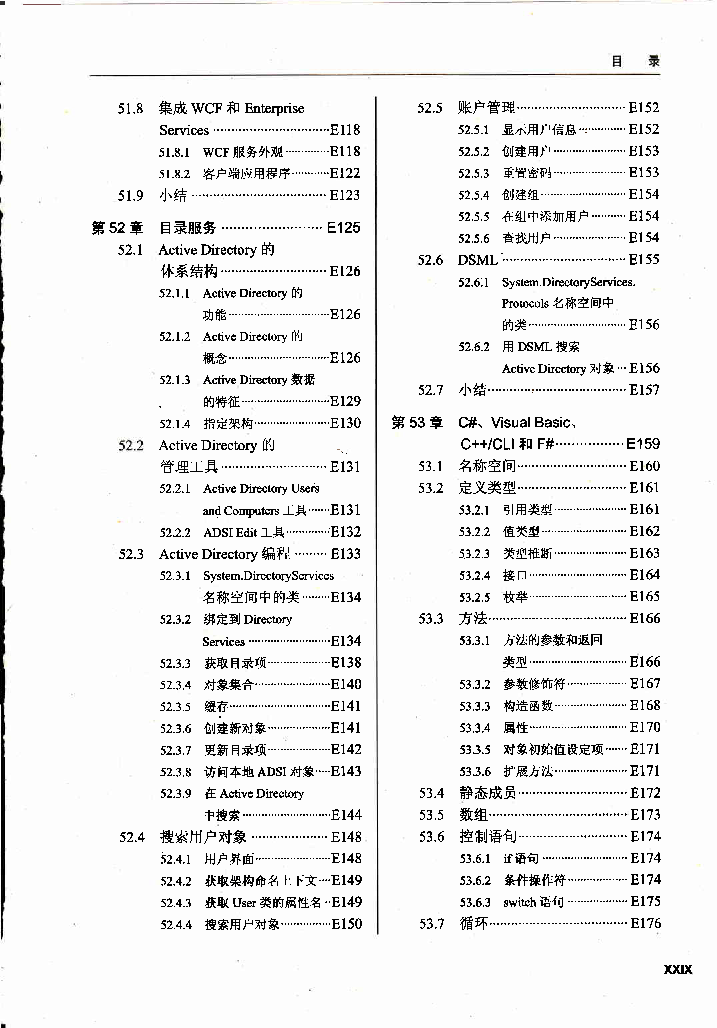 目 录
51.8 集成 WCF 和 Enterprise
Services ······ E118
51.8.1 WCF 服务外观 ······ E118
51.8.2 客户端应用程序 ······ E122
51.9 小结 ······ E123
第 52 章 目录服务 ······ E125
52.1 Active Directory 的
体系结构 ······ E126
52.1.1 Active Directory 的
功能 ······ E126
52.1.2 Active Directory 的
概念 ······ E126
52.1.3 Active Directory 数据
的特征 ······ E129
52.1.4 指定架构 ······ E130
52.2 Active Directory 的
管理工具 ······ E131
52.2.1 Active Directory Users
and Computers 工具 ······ E131
52.2.2 ADSI Edit 工具 ······ E132
52.3 Active Directory 编程 ······ E133
52.3.1 System.DirectoryServices
名称空间中的类 ······ E134
52.3.2 绑定到 Directory
Services ······ E134
52.3.3 获取目录项 ······ E138
52.3.4 对象集合 ······ E140
52.3.5 缓存 ······ E141
52.3.6 创建新对象 ······ E141
52.3.7 更新目录项 ······ E142
52.3.8 访问本地 ADSI 对象 ······ E143
52.3.9 在 Active Directory
中搜索 ······ E144
52.4 搜索用户对象 ······ E148
52.4.1 用户界面 ······ E148
52.4.2 获取架构命名上下文 ··· E149
52.4.3 获取 User 类的属性名 ·· E149
52.4.4 搜索用户对象 ······ E150
52.5 账户管理 ······ E152
52.5.1 显示用户信息 ······ E152
52.5.2 创建用户 ······ E153
52.5.3 重置密码 ······ E153
52.5.4 创建组 ······ E154
52.5.5 在组中添加用户 ······ E154
52.5.6 查找用户 ······ E154
52.6 DSML ······ E155
52.6.1 System.DirectoryServices.
Protocols 名称空间中
的类 ······ E156
52.6.2 用 DSML 搜索
Active Directory 对象 ··· E156
52.7 小结 ······ E157
第 53 章 C#、Visual Basic、
C++/CLI 和 F# ······ E159
53.1 名称空间 ······ E160
53.2 定义类型 ······ E161
53.2.1 引用类型 ······ E161
53.2.2 值类型 ······ E162
53.2.3 类型推断 ······ E163
53.2.4 接口 ······ E164
53.2.5 枚举 ······ E165
53.3 方法 ······ E166
53.3.1 方法的参数和返回
类型 ······ E166
53.3.2 参数修饰符 ······ E167
53.3.3 构造函数 ······ E168
53.3.4 属性 ······ E170
53.3.5 对象初始值设定项 ······ E171
53.3.6 扩展方法 ······ E171
53.4 静态成员 ······ E172
53.5 数组 ······ E173
53.6 控制语句 ······ E174
53.6.1 if 语句 ······ E174
53.6.2 条件操作符 ······ E174
53.6.3 switch 语句 ······ E175
53.7 循环 ······ E176
XXIX